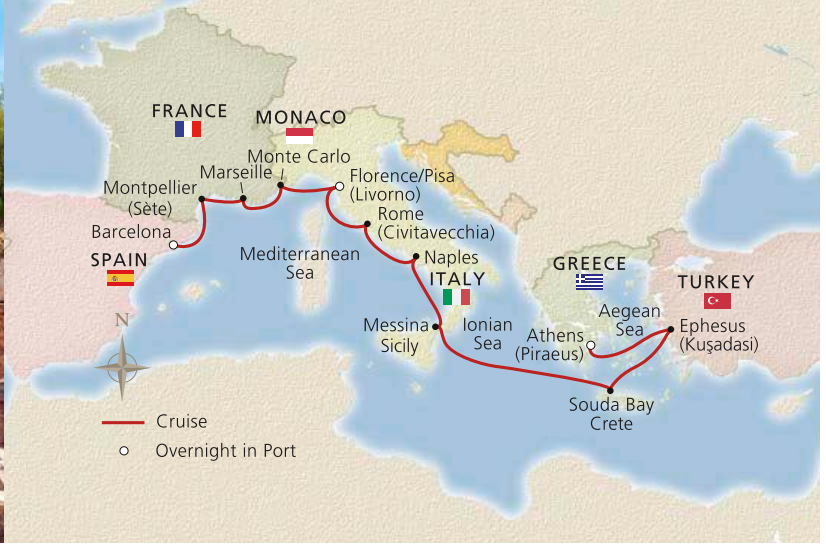 FRANCE
MONACO
Monte Carlo
Marseille
Florence/Pisa
(Livorno)
Montpellier
(Sète)
Rome
(Civitavecchia)
Barcelona
SPAIN
Mediterranean
Sea
Naples
ITALY
GREECE
TURKEY
Aegean
Sea
Messina
Sicily
Ionian
Sea
Athens
(Piraeus)
Ephesus
(Kuşadasi)
Souda Bay
Crete
N
Cruise
Overnight in Port